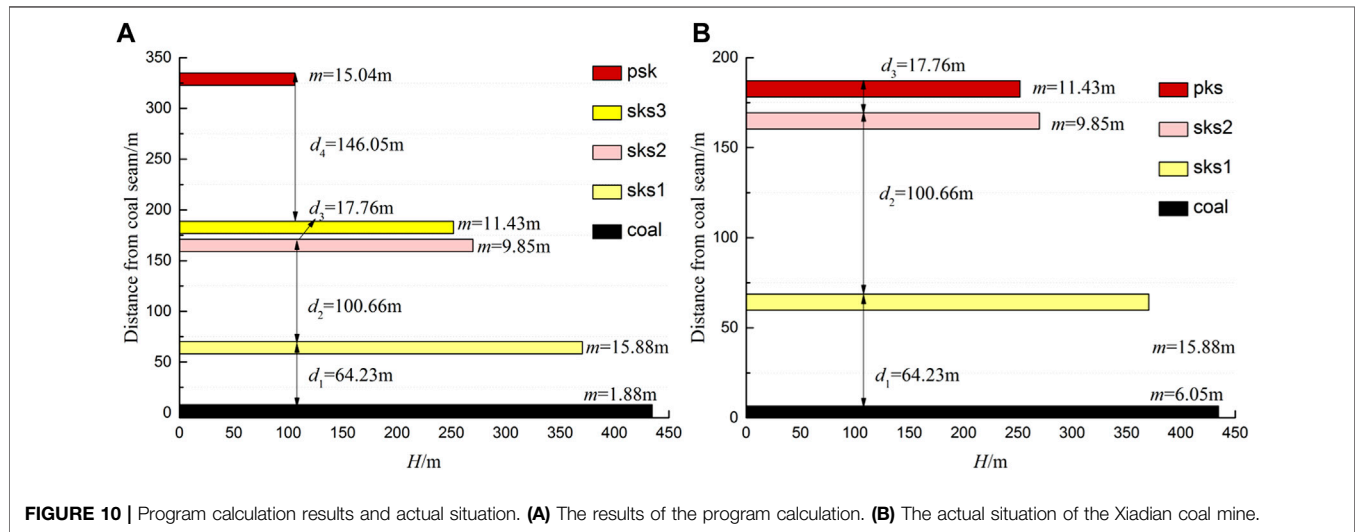 A
350
300
250
200
150
100
50
0
Distance from coal seam/m
m=15.04m
d4=146.05m
d3=17.76m
m=11.43m
m=9.85m
d2=100.66m
m=15.88m
d1=64.23m
m=1.88m
psk
sks3
sks2
sks1
coal
0 50 100 150 200 250 300 350 400 450
H/m
B
200
150
100
50
0
Distance from coal seam/m
d3=17.76m
m=11.43m
m=9.85m
d2=100.66m
m=15.88m
d1=64.23m
m=6.05m
pks
sks2
sks1
coal
0 50 100 150 200 250 300 350 400 450
H/m
FIGURE 10 | Program calculation results and actual situation. (A) The results of the program calculation. (B) The actual situation of the Xiadian coal mine.